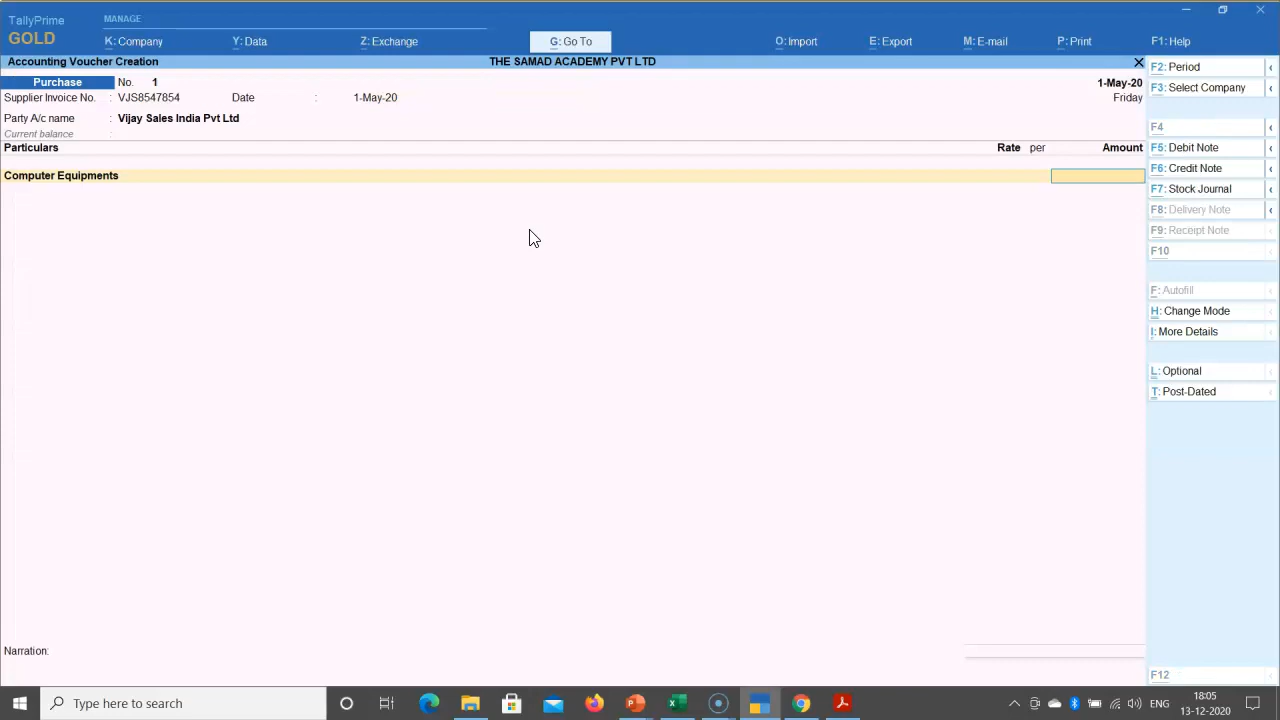 TallyPrime
GOLD
MANAGE
K: Company
Y: Data
Z: Exchange
G: Go To
O: Import
E: Export
M: E-mail
P: Print
F1: Help
Accounting Voucher Creation
THE SAMAD ACADEMY PVT LTD
Purchase No. 1
1-May-20
Supplier Invoice No. : VJS8547854 Date : 1-May-20
Friday
Party A/c name : Vijay Sales India Pvt Ltd
Current balance :
Particulars Rate per Amount
Computer Equipments
Narration:
F2: Period
F3: Select Company
F4
F5: Debit Note
F6: Credit Note
F7: Stock Journal
F8: Delivery Note
F9: Receipt Note
F10
F: Autofill
H: Change Mode
I: More Details
L: Optional
T: Post-Dated
F12
Type here to search
ENG
18:05
13-12-2020